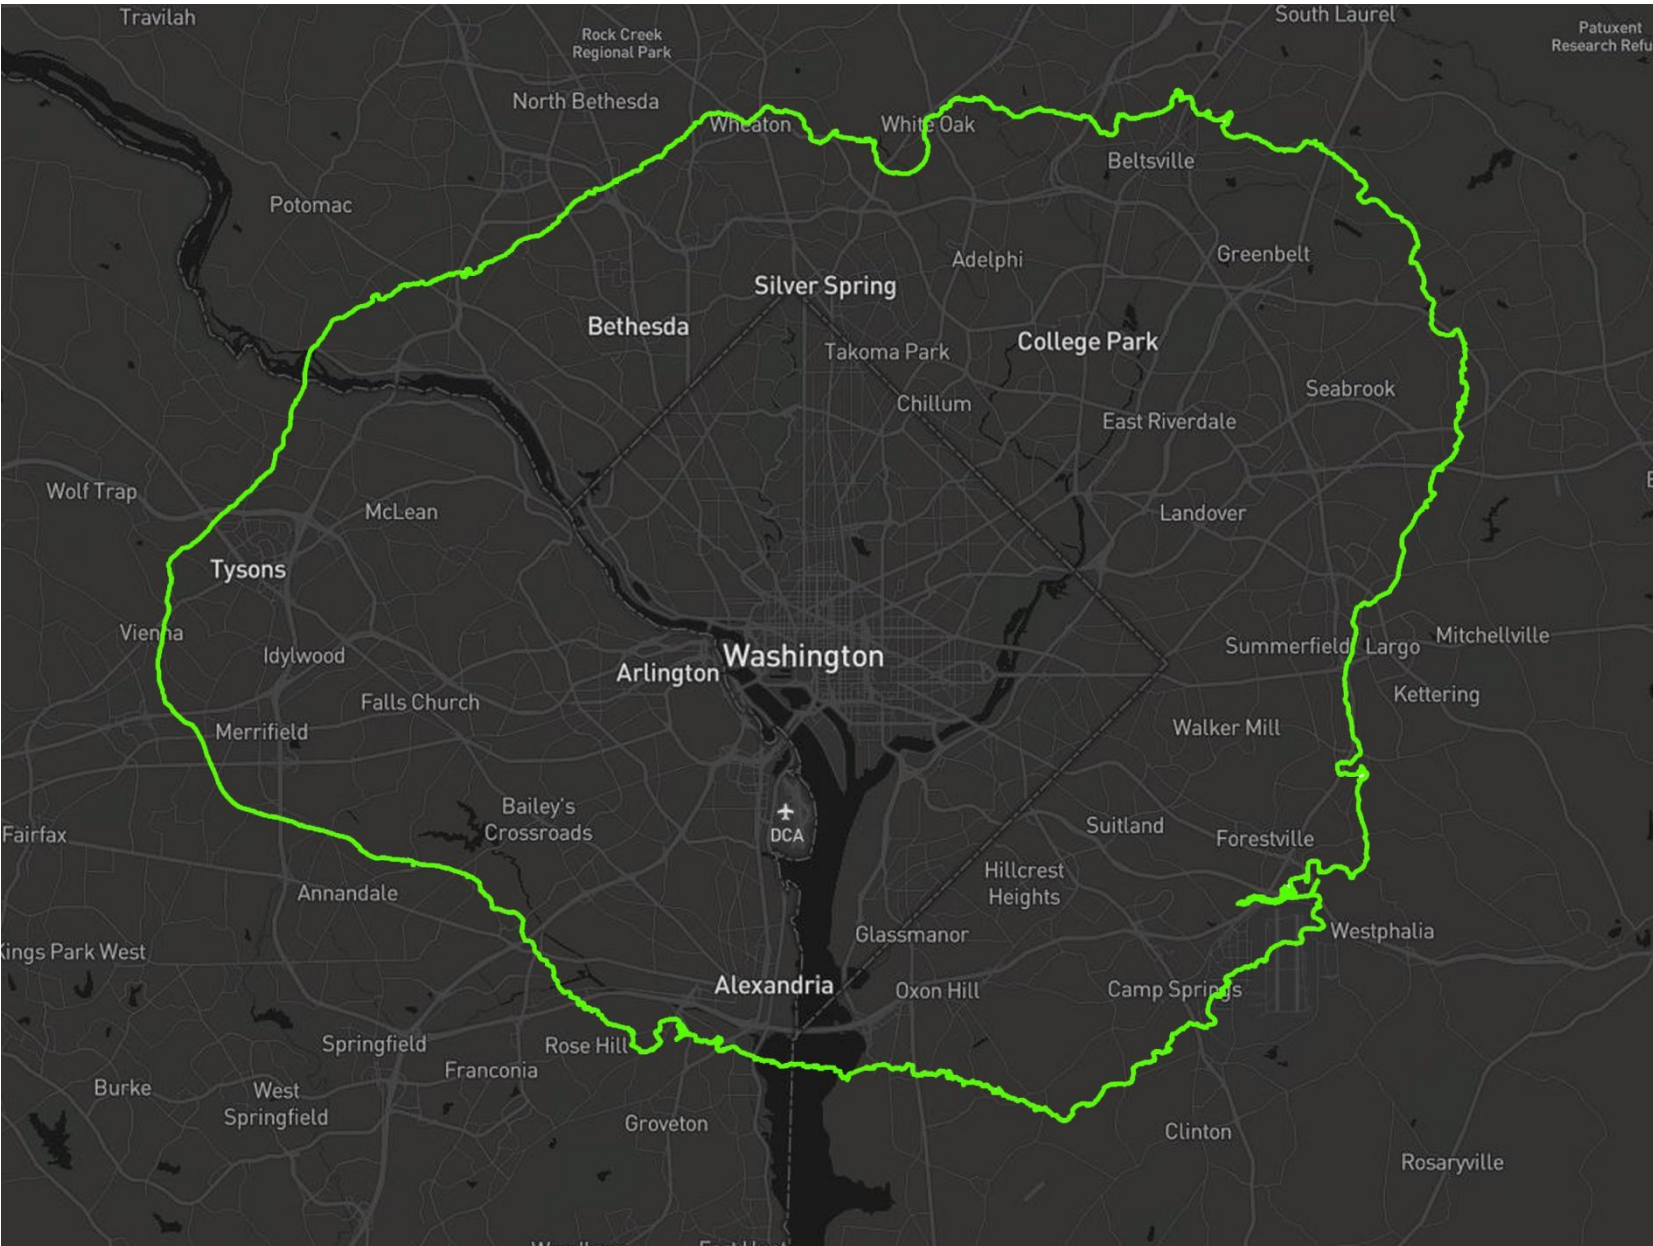 Travilah
South Laurel
Rock Creek
Regional Park
Patuxent
Research Refu
North Bethesda
Wheaton
White Oak
Beltsville
Potomac
Greenbelt
Adelphi
Silver Spring
Bethesda
College Park
Takoma Park
Seabrook
Chillum
East Riverdale
Wolf Trap
McLean
Landover
Tysons
Vienna
Idylwood
Washington
Arlington
Summerfield
Largo
Mitchellville
Kettering
Falls Church
Merrifield
Walker Mill
Bailey's
Crossroads
DCA
Suitland
Forestville
Fairfax
Hillcrest
Heights
Annandale
Glassmanor
Westphalia
Kings Park West
Alexandria
Oxon Hill
Camp Springs
Springfield
Rose Hill
Franconia
Burke
West
Springfield
Groveton
Clinton
Rosaryville